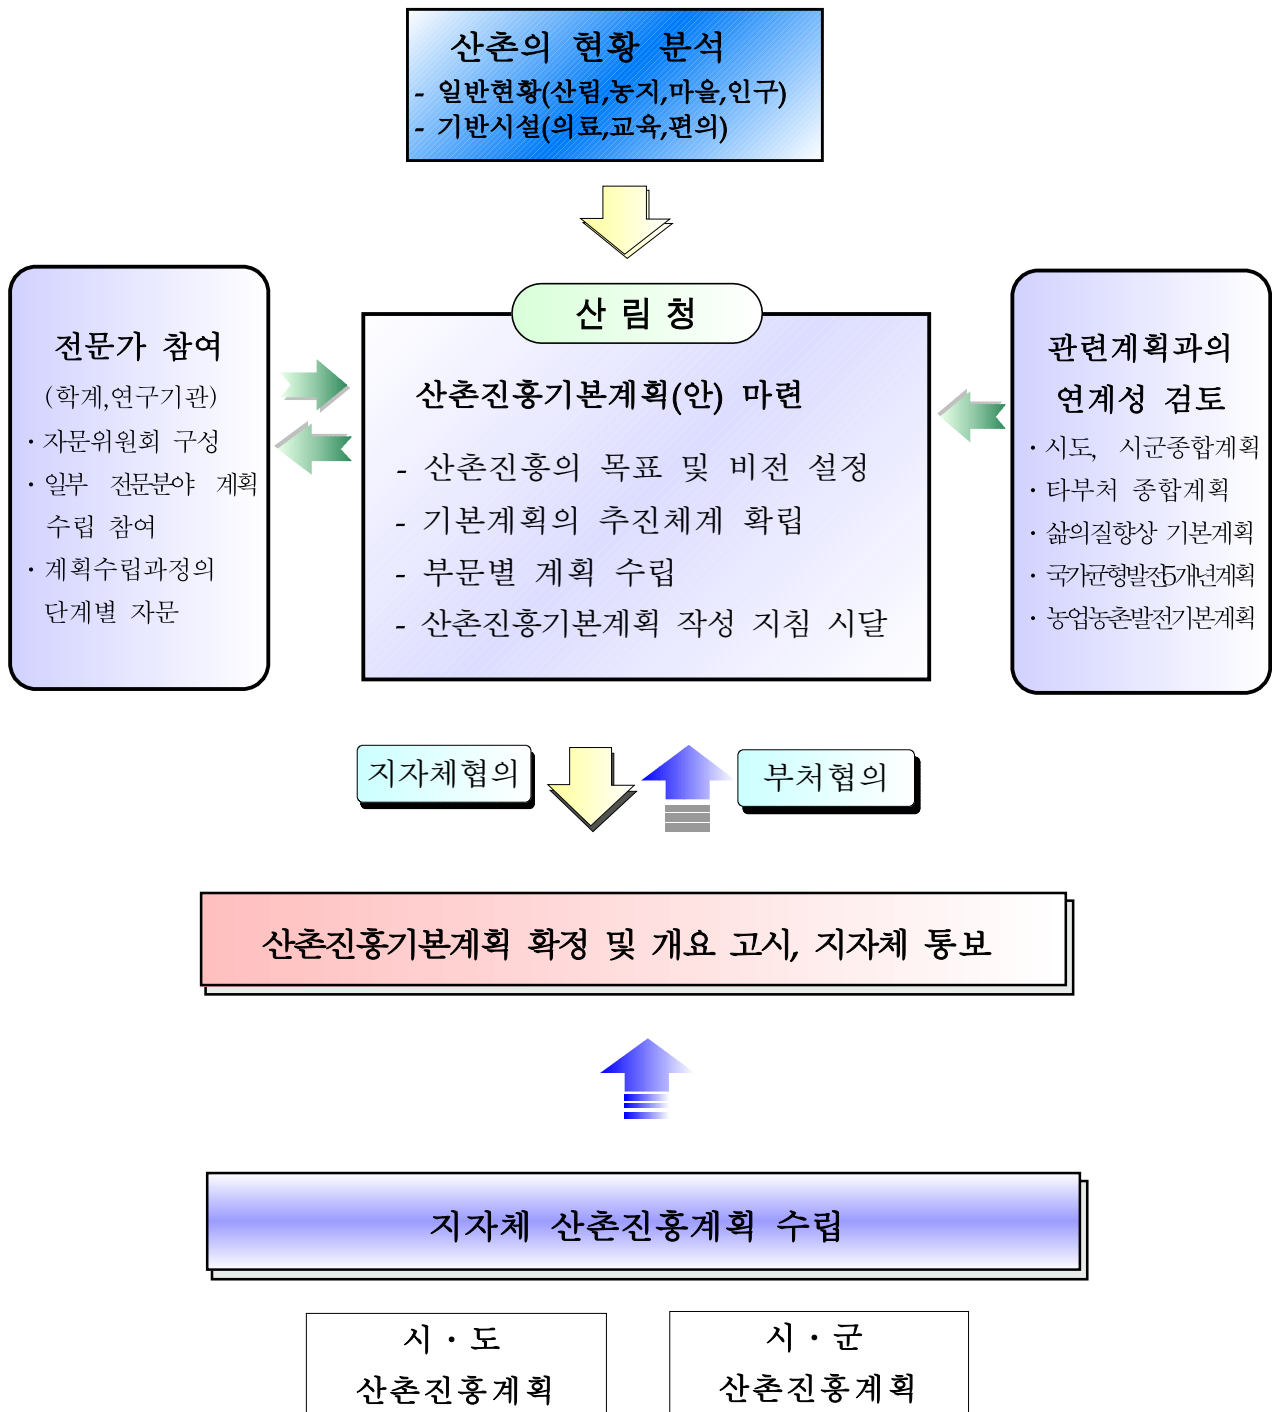 산촌의 현황 분석
- 일반현황(산림,농지,마을,인구)
- 기반시설(의료,교육,편의)
전문가 참여
(학계,연구기관)
· 자문위원회 구성
· 일부 전문분야 계획
수립 참여
· 계획수립과정의
단계별 자문
산 림 청
산촌진흥기본계획(안) 마련
- 산촌진흥의 목표 및 비전 설정
- 기본계획의 추진체계 확립
- 부문별 계획 수립
- 산촌진흥기본계획 작성 지침 시달
관련계획과의
연계성 검토
· 시도, 시군종합계획
· 타부처 종합계획
· 삶의질향상 기본계획
· 국가균형발전5개년계획
· 농업농촌발전기본계획
지자체협의
부처협의
산촌진흥기본계획 확정 및 개요 고시, 지자체 통보
지자체 산촌진흥계획 수립
시 · 도
산촌진흥계획
시 · 군
산촌진흥계획